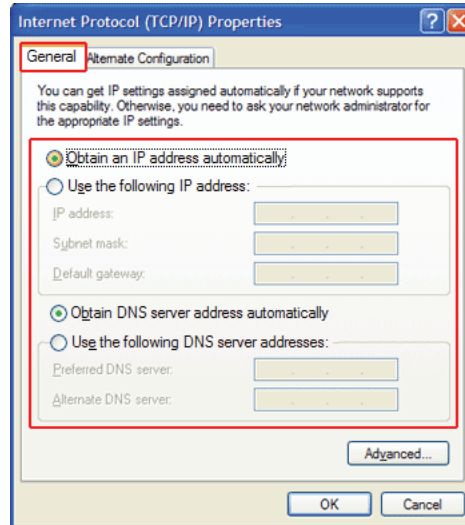 Internet Protocol (TCP/IP) Properties
General
Alternate Configuration
You can get IP settings assigned automatically if your network supports
this capability. Otherwise, you need to ask your network administrator for
the appropriate IP settings.
Obtain an IP address automatically
Use the following IP address:
IP address:
Subnet mask:
Default gateway:
Obtain DNS server address automatically
Use the following DNS server addresses:
Preferred DNS server:
Alternate DNS server:
Advanced...
OK
Cancel